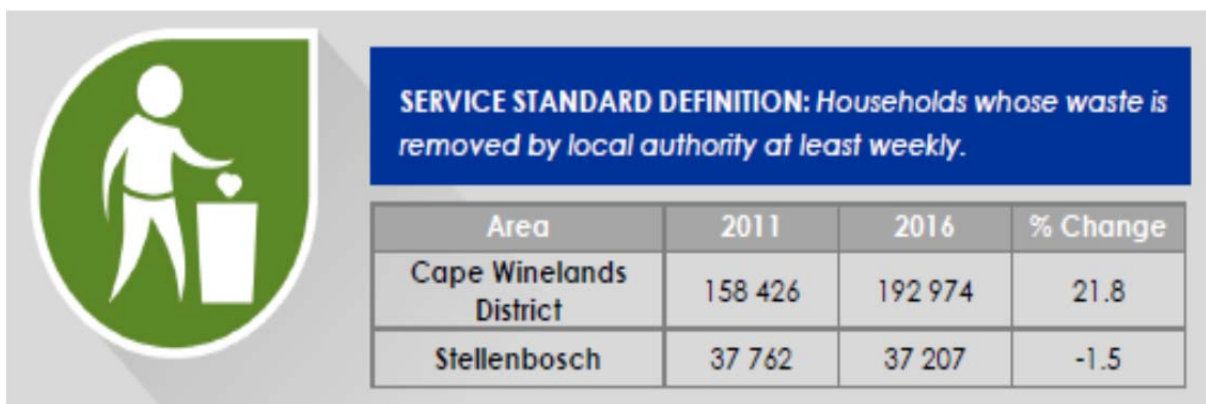 SERVICE STANDARD DEFINITION: Households whose waste is
removed by local authority at least weekly.
Area 2011 2016 % Change
Cape Winelands
District 158 426 192 974 21.8
Stellenbosch 37 762 37 207 -1.5